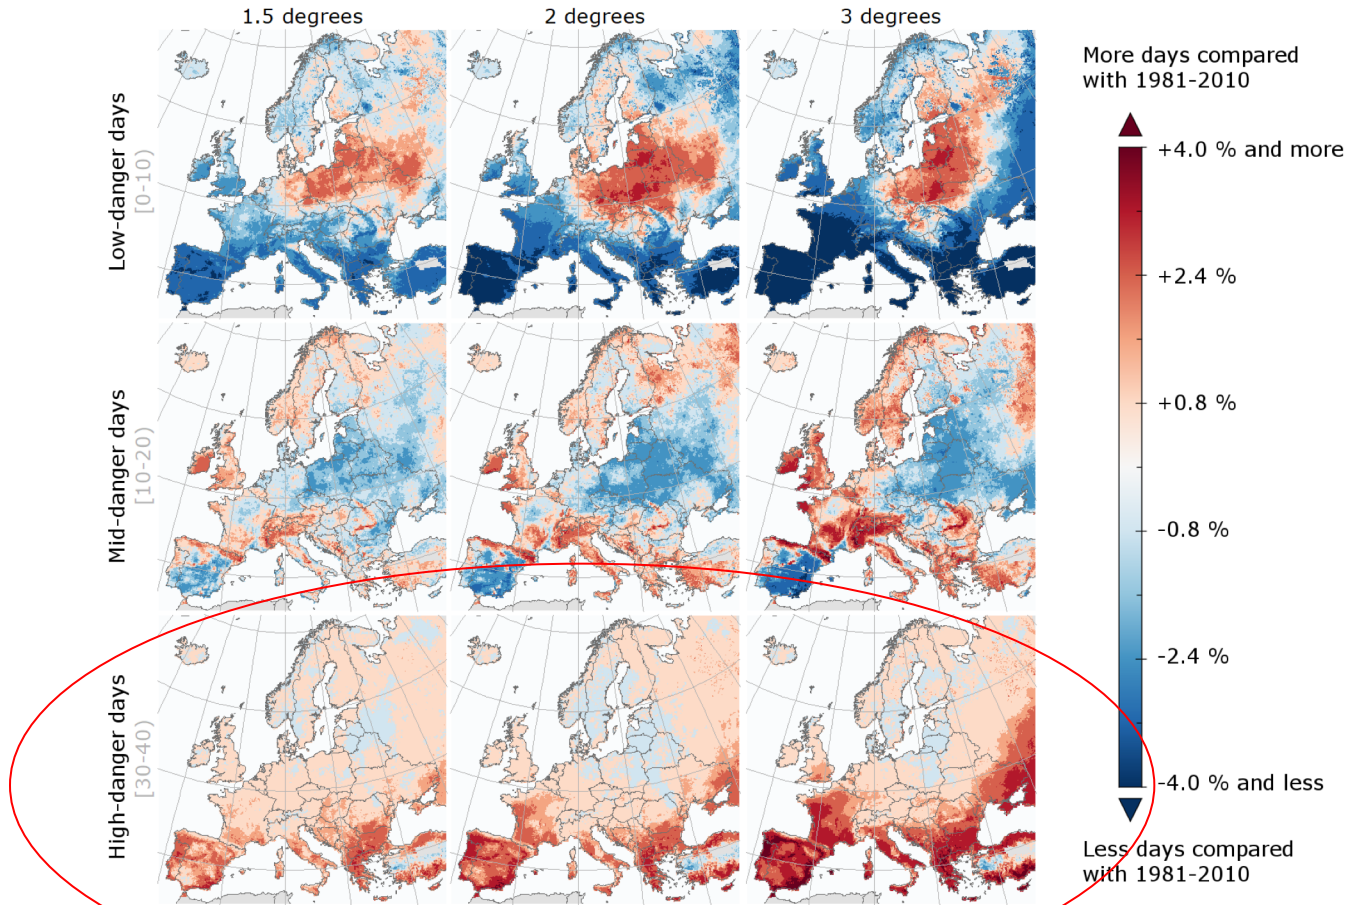 1.5 degrees
2 degrees
3 degrees
Low-danger days
[0-10)
Mid-danger days
[10-20)
High-danger days
[30-40)
More days compared
with 1981-2010
+4.0 % and more
+2.4 %
+0.8 %
-0.8 %
-2.4 %
-4.0 % and less
Less days compared
with 1981-2010